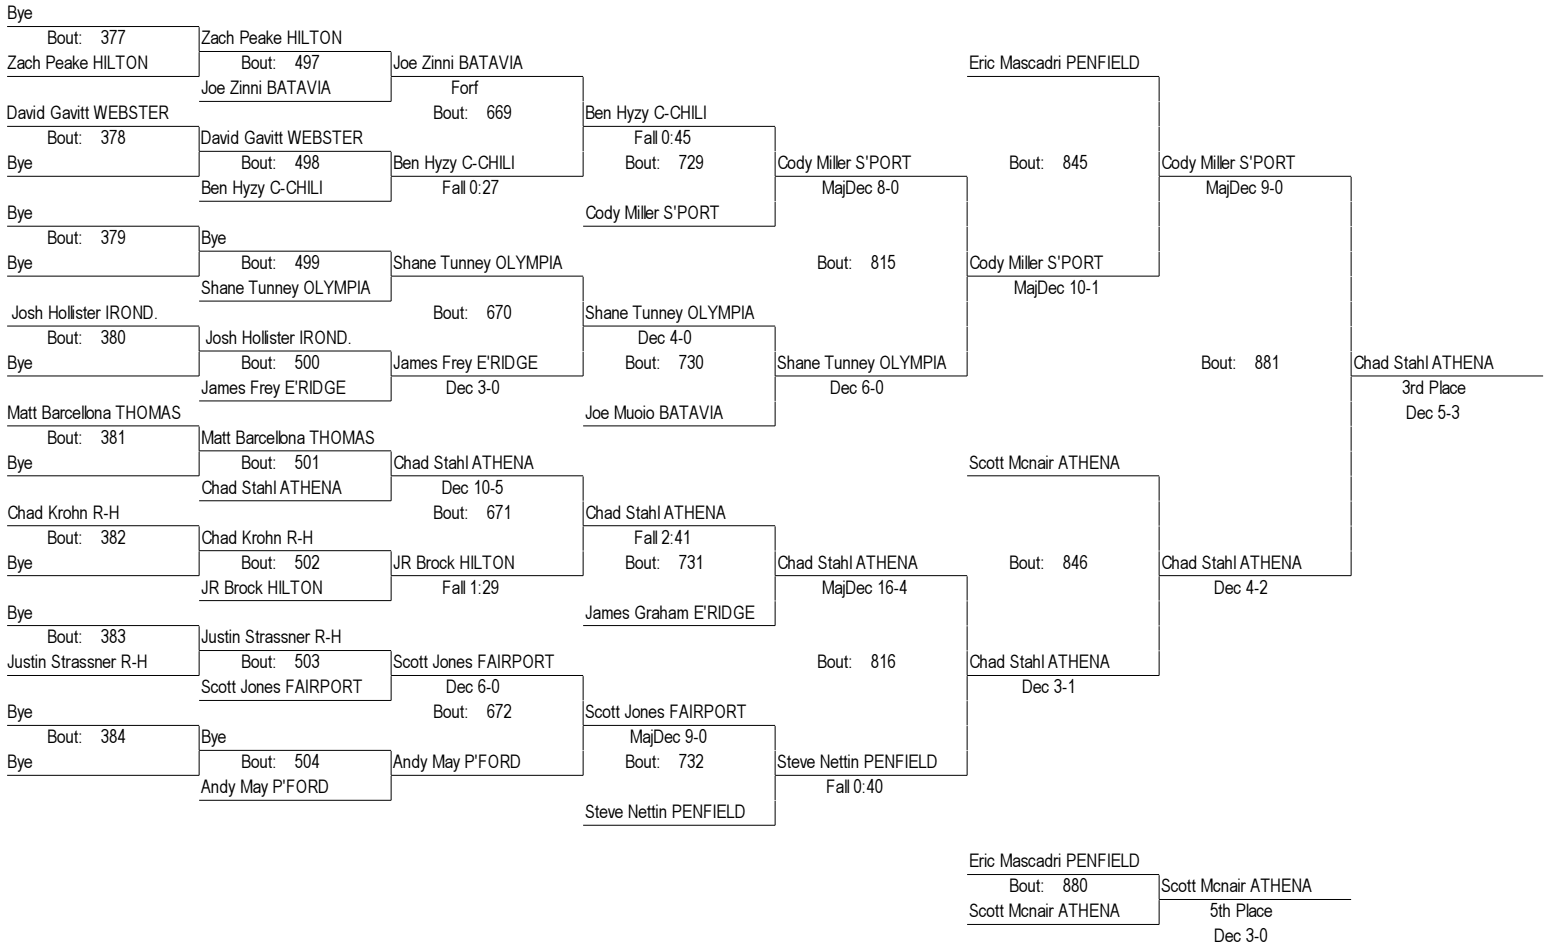 Bye
Bout: 377
Zach Peake HILTON
Zach Peake HILTON
Bout: 497
Joe Zinni BATAVIA
Joe Zinni BATAVIA
Forf
Bout: 669
Eric Mascadri PENFIELD
David Gavitt WEBSTER
Bout: 378
Bye
David Gavitt WEBSTER
Bout: 498
Ben Hyzy C-CHILI
Ben Hyzy C-CHILI
Fall 0:27
Ben Hyzy C-CHILI
Fall 0:45
Bout: 729
Cody Miller S'PORT
Cody Miller S'PORT
MajDec 8-0
Bout: 845
Cody Miller S'PORT
MajDec 9-0
Bye
Bout: 379
Bye
Bye
Bout: 499
Shane Tunney OLYMPIA
Shane Tunney OLYMPIA
Bout: 670
Bout: 815
Cody Miller S'PORT
MajDec 10-1
Josh Hollister IROND.
Bout: 380
Bye
Josh Hollister IROND.
Bout: 500
James Frey E'RIDGE
James Frey E'RIDGE
Dec 3-0
Shane Tunney OLYMPIA
Dec 4-0
Bout: 730
Joe Muoio BATAVIA
Shane Tunney OLYMPIA
Dec 6-0
Bout: 881
Chad Stahl ATHENA
3rd Place
Dec 5-3
Matt Barcellona THOMAS
Bout: 381
Bye
Matt Barcellona THOMAS
Bout: 501
Chad Stahl ATHENA
Chad Stahl ATHENA
Dec 10-5
Bout: 671
Scott Mcnair ATHENA
Chad Krohn R-H
Bout: 382
Bye
Chad Krohn R-H
Bout: 502
JR Brock HILTON
JR Brock HILTON
Fall 1:29
Chad Stahl ATHENA
Fall 2:41
Bout: 731
James Graham E'RIDGE
Chad Stahl ATHENA
MajDec 16-4
Bout: 846
Chad Stahl ATHENA
Dec 4-2
Bye
Bout: 383
Justin Strassner R-H
Justin Strassner R-H
Bout: 503
Scott Jones FAIRPORT
Scott Jones FAIRPORT
Dec 6-0
Bout: 672
Bout: 816
Chad Stahl ATHENA
Dec 3-1
Bye
Bout: 384
Bye
Bye
Bout: 504
Andy May P'FORD
Andy May P'FORD
Scott Jones FAIRPORT
MajDec 9-0
Bout: 732
Steve Nettin PENFIELD
Steve Nettin PENFIELD
Fall 0:40
Eric Mascadri PENFIELD
Bout: 880
Scott Mcnair ATHENA
Scott Mcnair ATHENA
5th Place
Dec 3-0